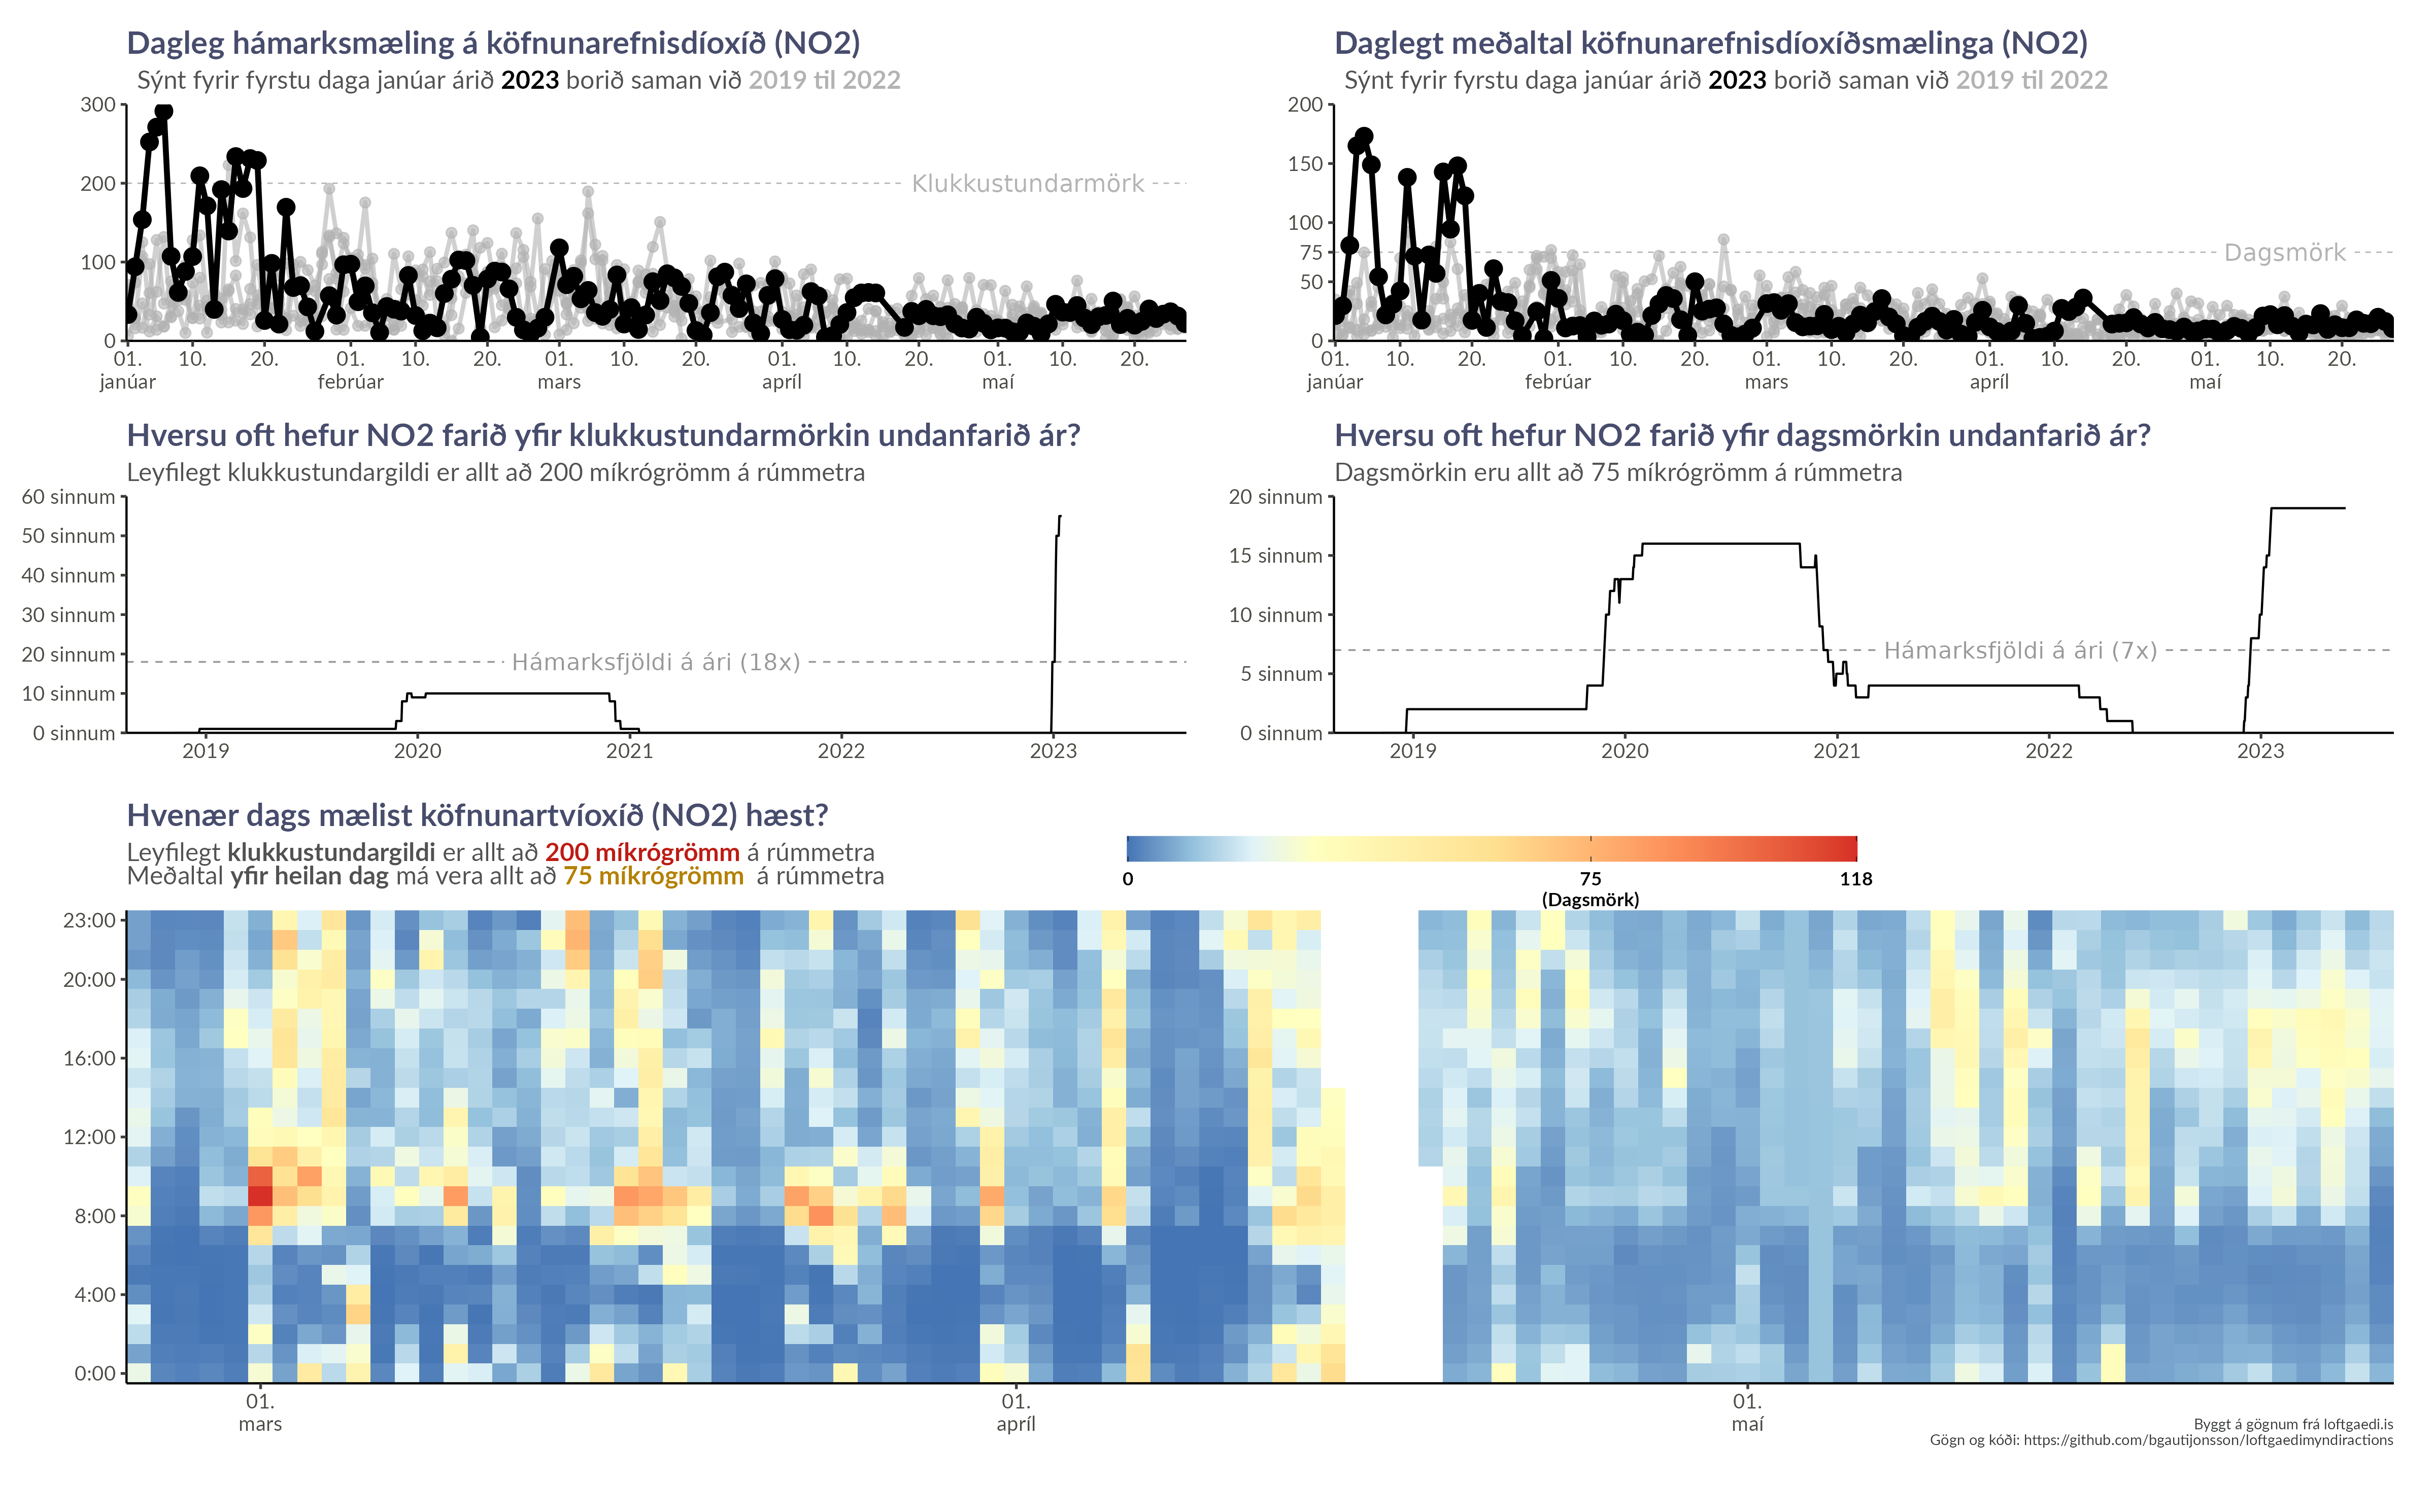 Dagleg hámarksmæling á köfnunarefnisdíoxíð (NO2)
Sýnt fyrir fyrstu daga janúar árið 2023 borið saman við 2019 til 2022
300
200
100
0
Klukkustundarmörk
01. 10. 20. 01. 10. 20. 01. 10. 20. 01. 10. 20. 01. 10. 20.
janúar febrúar mars apríl maí
Daglegt meðaltal köfnunarefnisdíoxíðsmælinga (NO2)
Sýnt fyrir fyrstu daga janúar árið 2023 borið saman við 2019 til 2022
200
150
100
75
50
0
Dagsmörk
01. 10. 20. 01. 10. 20. 01. 10. 20. 01. 10. 20. 01. 10. 20.
janúar febrúar mars apríl maí
Hversu oft hefur NO2 farið yfir klukkustundarmörkin undanfarið ár?
Leyfilegt klukkustundargildi er allt að 200 míkrógrömm á rúmmetra
60 sinnum
50 sinnum
40 sinnum
30 sinnum
20 sinnum
10 sinnum
0 sinnum
Hámarksfjöldi á ári (18x)
2019 2020 2021 2022 2023
Hversu oft hefur NO2 farið yfir dagsmörkin undanfarið ár?
Dagsmörkin eru allt að 75 míkrógrömm á rúmmetra
20 sinnum
15 sinnum
10 sinnum
5 sinnum
0 sinnum
Hámarksfjöldi á ári (7x)
2019 2020 2021 2022 2023
Hvenær dags mælist köfnunartvíoxíð (NO2) hæst?
Leyfilegt klukkustundargildi er allt að 200 míkrógrömm á rúmmetra
Meðaltal yfir heilan dag má vera allt að 75 míkrógrömm á rúmmetra
0 75 118
(Dagsmörk)
23:00
20:00
16:00
12:00
8:00
4:00
0:00
01. 01. 01.
mars apríl maí
Byggt á gögnum frá loftgaedi.is
Gögn og kóði: https://github.com/bgautijonsson/loftgaedimyndiractions